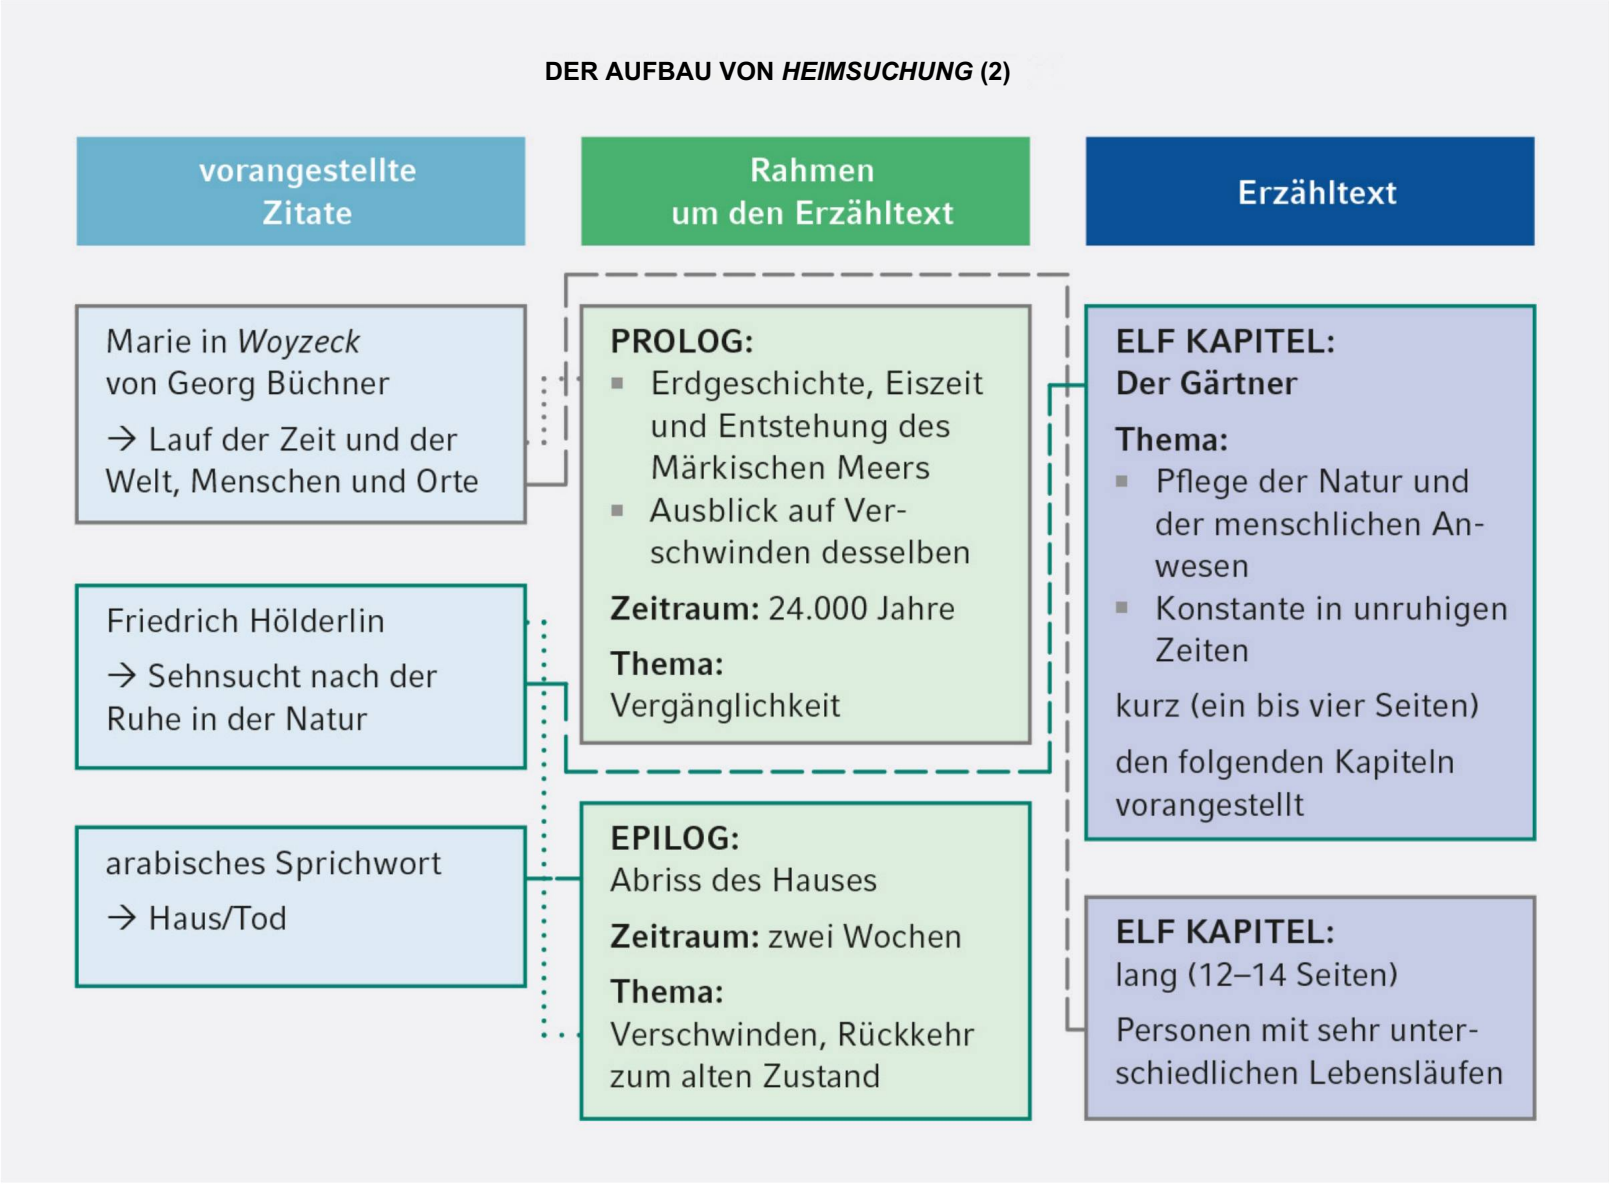 DER AUFBAU VON HEIMSUCHUNG (2)
vorangestellte
Zitate
Marie in Woyzeck
von Georg Büchner
→ Lauf der Zeit und der
Welt, Menschen und Orte
Friedrich Hölderlin
→ Sehnsucht nach der
Ruhe in der Natur
arabisches Sprichwort
→ Haus/Tod
Rahmen
um den Erzähltext
PROLOG:
▪ Erdgeschichte, Eiszeit
und Entstehung des
Märkischen Meers
▪ Ausblick auf Ver-
schwinden desselben
Zeitraum: 24.000 Jahre
Thema:
Vergänglichkeit
EPILOG:
Abriss des Hauses
Zeitraum: zwei Wochen
Thema:
Verschwinden, Rückkehr
zum alten Zustand
Erzähltext
ELF KAPITEL:
Der Gärtner
Thema:
▪ Pflege der Natur und
der menschlichen An-
wesen
▪ Konstante in unruhigen
Zeiten
kurz (ein bis vier Seiten)
den folgenden Kapiteln
vorangestellt
ELF KAPITEL:
lang (12–14 Seiten)
Personen mit sehr unter-
schiedlichen Lebensläufen